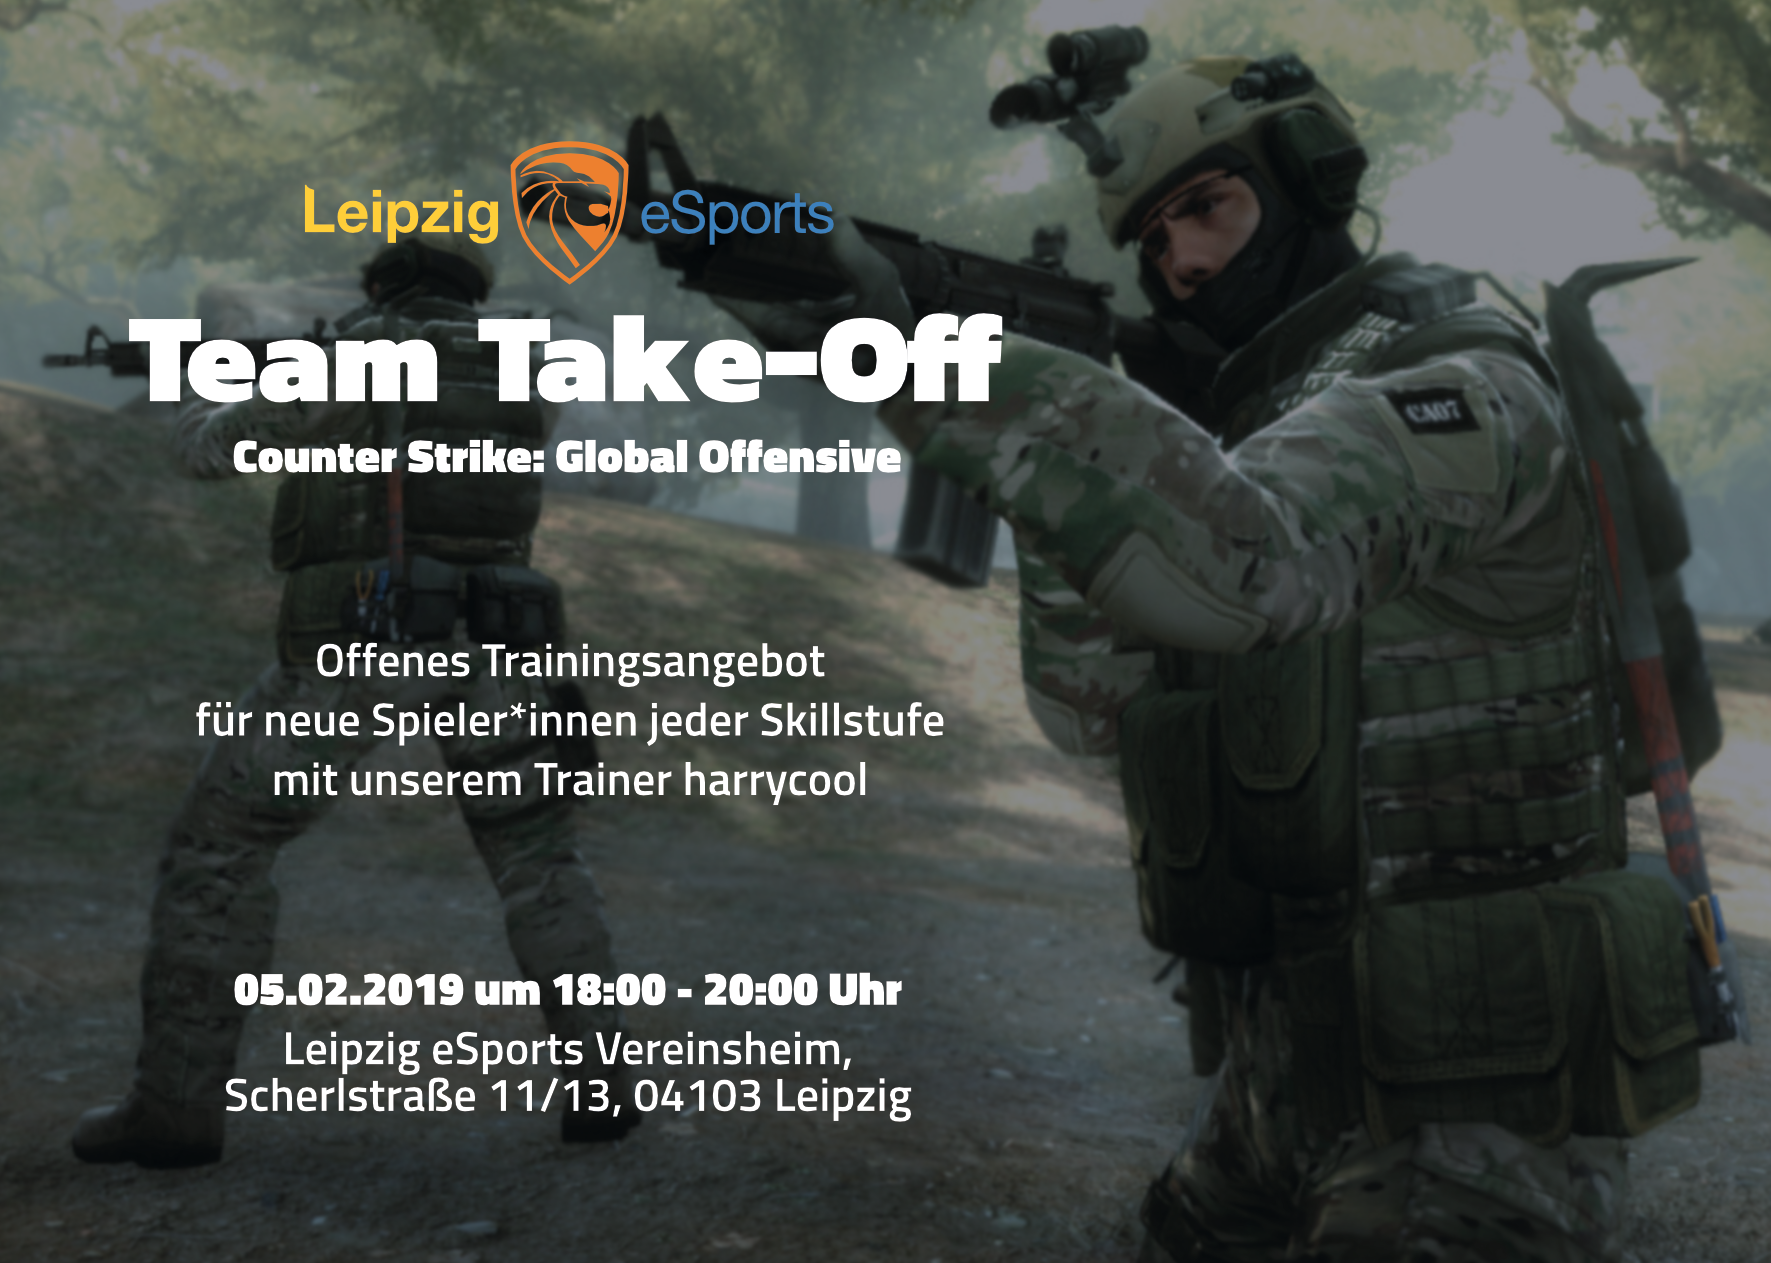 Leipzig eSports
Team Take-Off
Counter Strike: Global Offensive
CA07
Offenes Trainingsangebot
für neue Spieler*innen jeder Skillstufe
mit unserem Trainer harrycool
05.02.2019 um 18:00 - 20:00 Uhr
Leipzig eSports Vereinsheim,
Scherlstraße 11/13, 04103 Leipzig